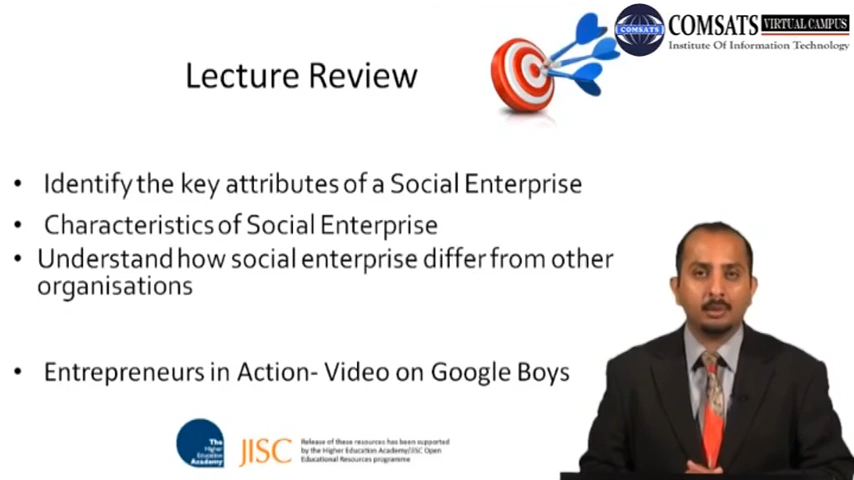 COMSATS VIRTUAL CAMPUS
Institute Of Information Technology
COMSATS
Lecture Review
• Identify the key attributes of a Social Enterprise
• Characteristics of Social Enterprise
• Understand how social enterprise differ from other
organisations
• Entrepreneurs in Action- Video on Google Boys
The
Higher
Education
Academy
JISC
Release of these resources has been supported
by the Higher Education Academy/JISC Open
Educational Resources programme